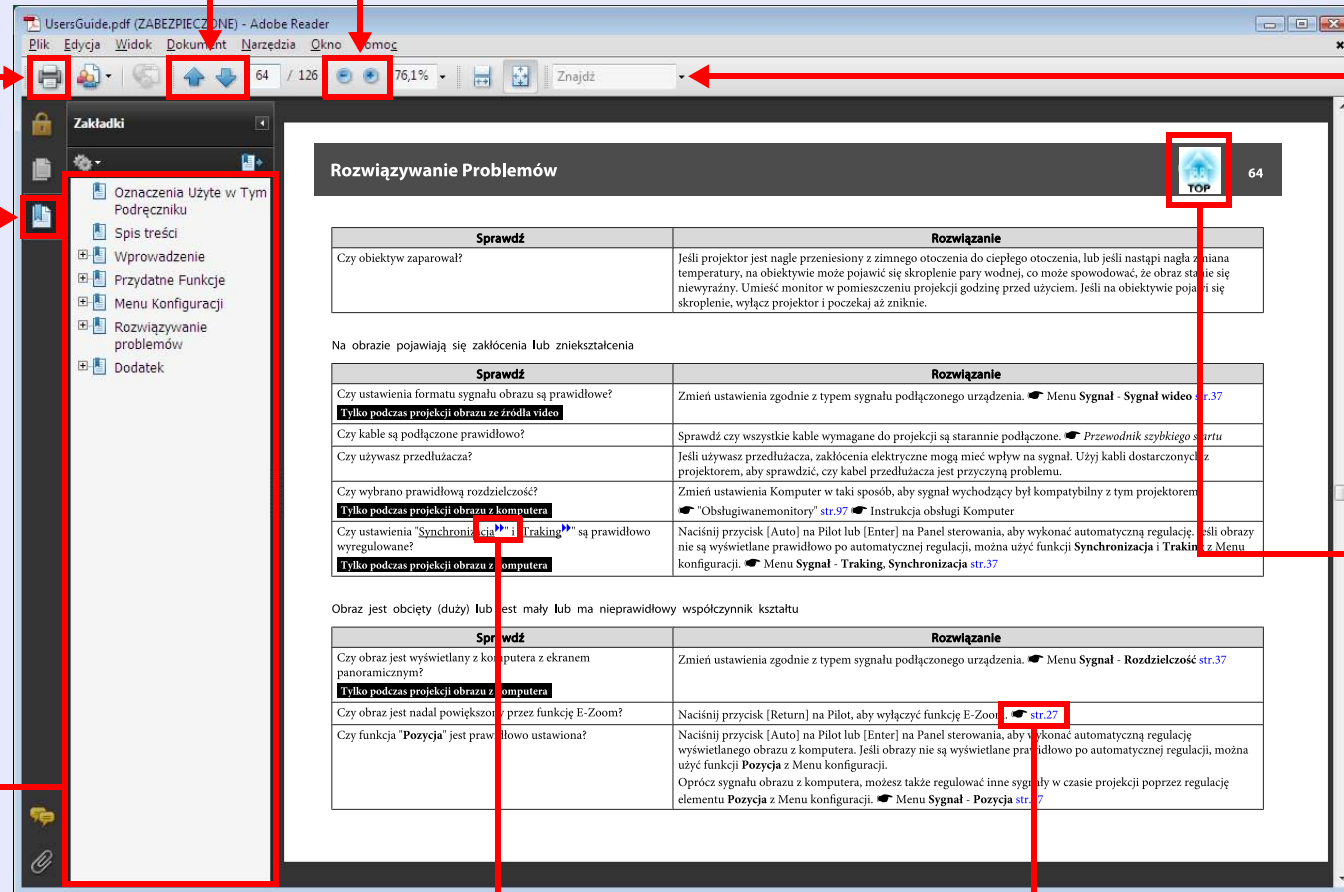 UsersGuide.pdf (ZABEZPIECZONE) - Adobe Reader
Plik Edycja Widok Dokument Narzędzia Okno Pomoc
64 / 126 76,1% Znajdź
Zakładki
Oznaczenia Użyte w Tym
Podręczniku
Spis treści
Wprowadzenie
Przydatne Funkcje
Menu Konfiguracji
Rozwiązywanie
problemów
Dodatek
Rozwiązywanie Problemów
TOP
64
Sprawdź Rozwiązanie
Czy obiektyw zaparował?
Jeśli projektor jest nagle przeniesiony z zimnego otoczenia do ciepłego otoczenia, lub jeśli nastąpi nagła zmiana
temperatury, na obiektywie może pojawić się skroplenie pary wodnej, co może spowodować, że obraz stanie się
niewyraźny. Umieść monitor w pomieszczeniu projekcji godzinę przed użyciem. Jeśli na obiektywie pojawi się
skroplenie, wyłącz projektor i poczekaj aż zniknie.
Na obrazie pojawiają się zakłócenia lub zniekształcenia
Sprawdź Rozwiązanie
Czy ustawienia formatu sygnału obrazu są prawidłowe?
Tylko podczas projekcji obrazu ze źródła video
Zmień ustawienia zgodnie z typem sygnału podłączonego urządzenia. ☛ Menu Sygnał - Sygnał wideo str.37
Czy kable są podłączone prawidłowo?
Sprawdź czy wszystkie kable wymagane do projekcji są starannie podłączone. ☛ Przewodnik szybkiego startu
Czy używasz przedłużacza?
Jeśli używasz przedłużacza, zakłócenia elektryczne mogą mieć wpływ na sygnał. Użyj kabli dostarczonych z
projektorem, aby sprawdzić, czy kabel przedłużacza jest przyczyną problemu.
Czy wybrano prawidłową rozdzielczość?
Tylko podczas projekcji obrazu z komputera
Zmień ustawienia Komputer w taki sposób, aby sygnał wychodzący był kompatybilny z tym projektorem.
☛ "Obsługiwanemonitory" str.97 ☛ Instrukcja obsługi Komputer
Czy ustawienia "Synchronizacja" i "Traking" są prawidłowo
wyregulowane?
Tylko podczas projekcji obrazu z komputera
Naciśnij przycisk [Auto] na Pilot lub [Enter] na Panel sterowania, aby wykonać automatyczną regulację. Jeśli obrazy
nie są wyświetlane prawidłowo po automatycznej regulacji, można użyć funkcji Synchronizacja i Traking z Menu
konfiguracji. ☛ Menu Sygnał - Traking, Synchronizacja str.37
Obraz jest obcięty (duży) lub jest mały lub ma nieprawidłowy współczynnik kształtu
Sprawdź Rozwiązanie
Czy obraz jest wyświetlany z komputera z ekranem
panoramicznym?
Tylko podczas projekcji obrazu z komputera
Zmień ustawienia zgodnie z typem sygnału podłączonego urządzenia. ☛ Menu Sygnał - Rozdzielczość str.37
Czy obraz jest nadal powiększony przez funkcję E-Zoom?
Naciśnij przycisk [Return] na Pilot, aby wyłączyć funkcję E-Zoom. ☛ str.27
Czy funkcja "Pozycja" jest prawidłowo ustawiona?
Naciśnij przycisk [Auto] na Pilot lub [Enter] na Panel sterowania, aby wykonać automatyczną regulację
wyświetlanego obrazu z komputera. Jeśli obrazy nie są wyświetlane prawidłowo po automatycznej regulacji, można
użyć funkcji Pozycja z Menu konfiguracji.
Oprócz sygnału obrazu z komputera, możesz także regulować inne sygnały w czasie projekcji poprzez regulację
elementu Pozycja z Menu konfiguracji. ☛ Menu Sygnał - Pozycja str.37